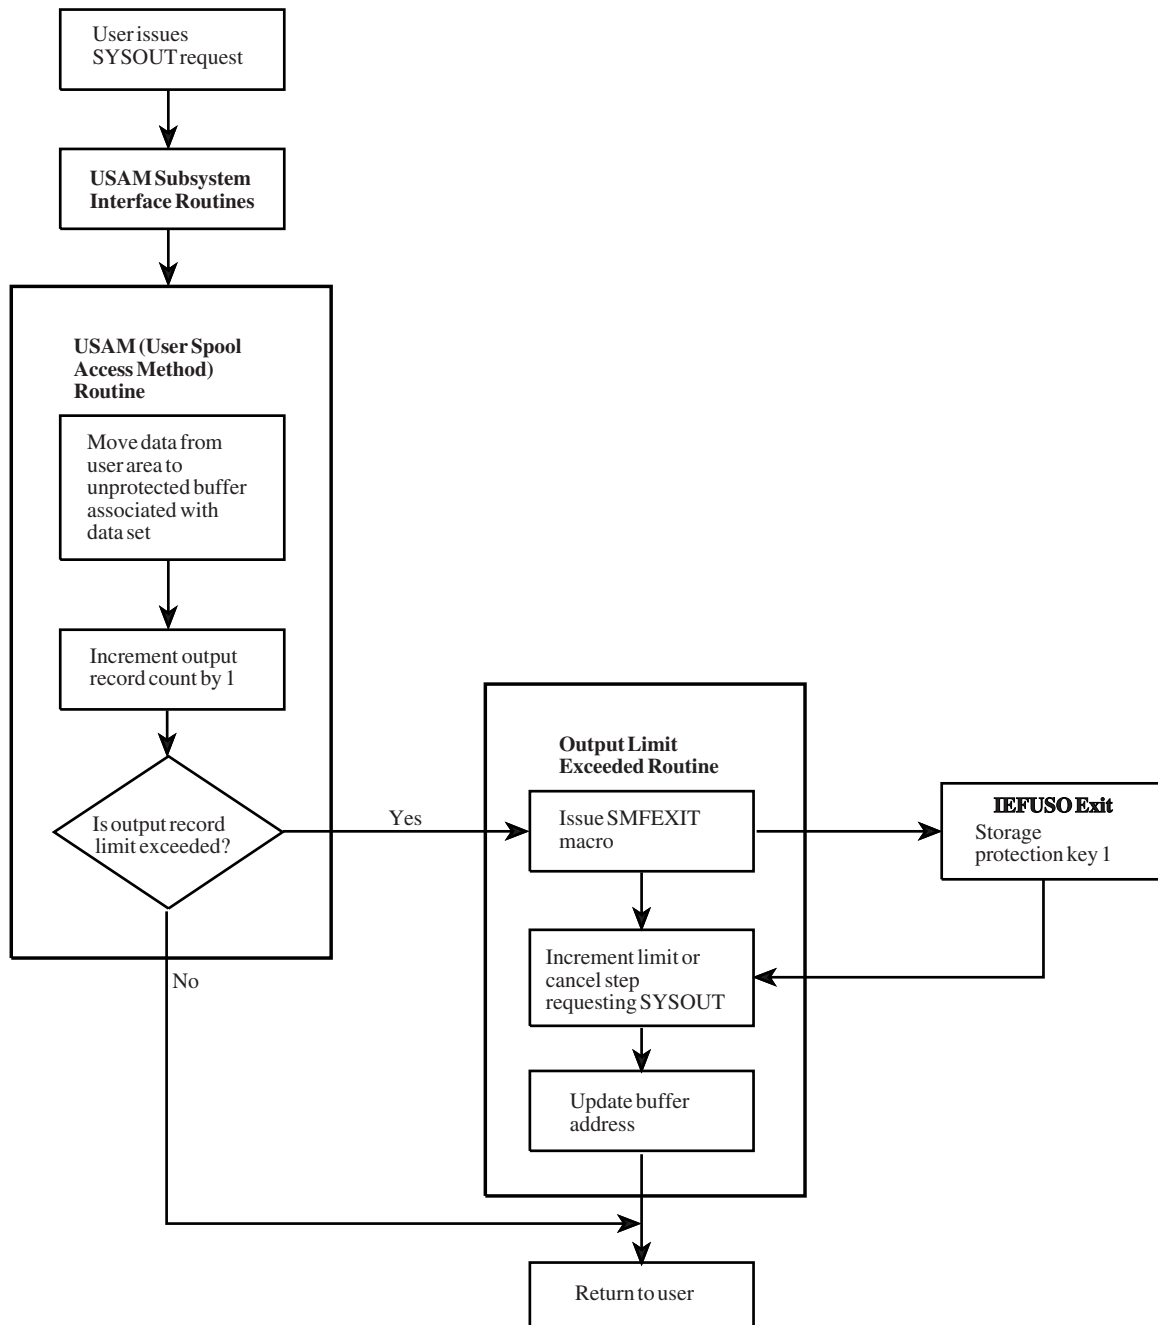 User issues
SYSOUT request
USAM Subsystem
Interface Routines
USAM (User Spool
Access Method)
Routine
Move data from
user area to
unprotected buffer
associated with
data set
Increment output
record count by 1
Is output record
limit exceeded?
Yes
No
Output Limit
Exceeded Routine
Issue SMFEXIT
macro
IEFUSO Exit
Storage
protection key 1
Increment limit or
cancel step
requesting SYSOUT
Update buffer
address
Return to user